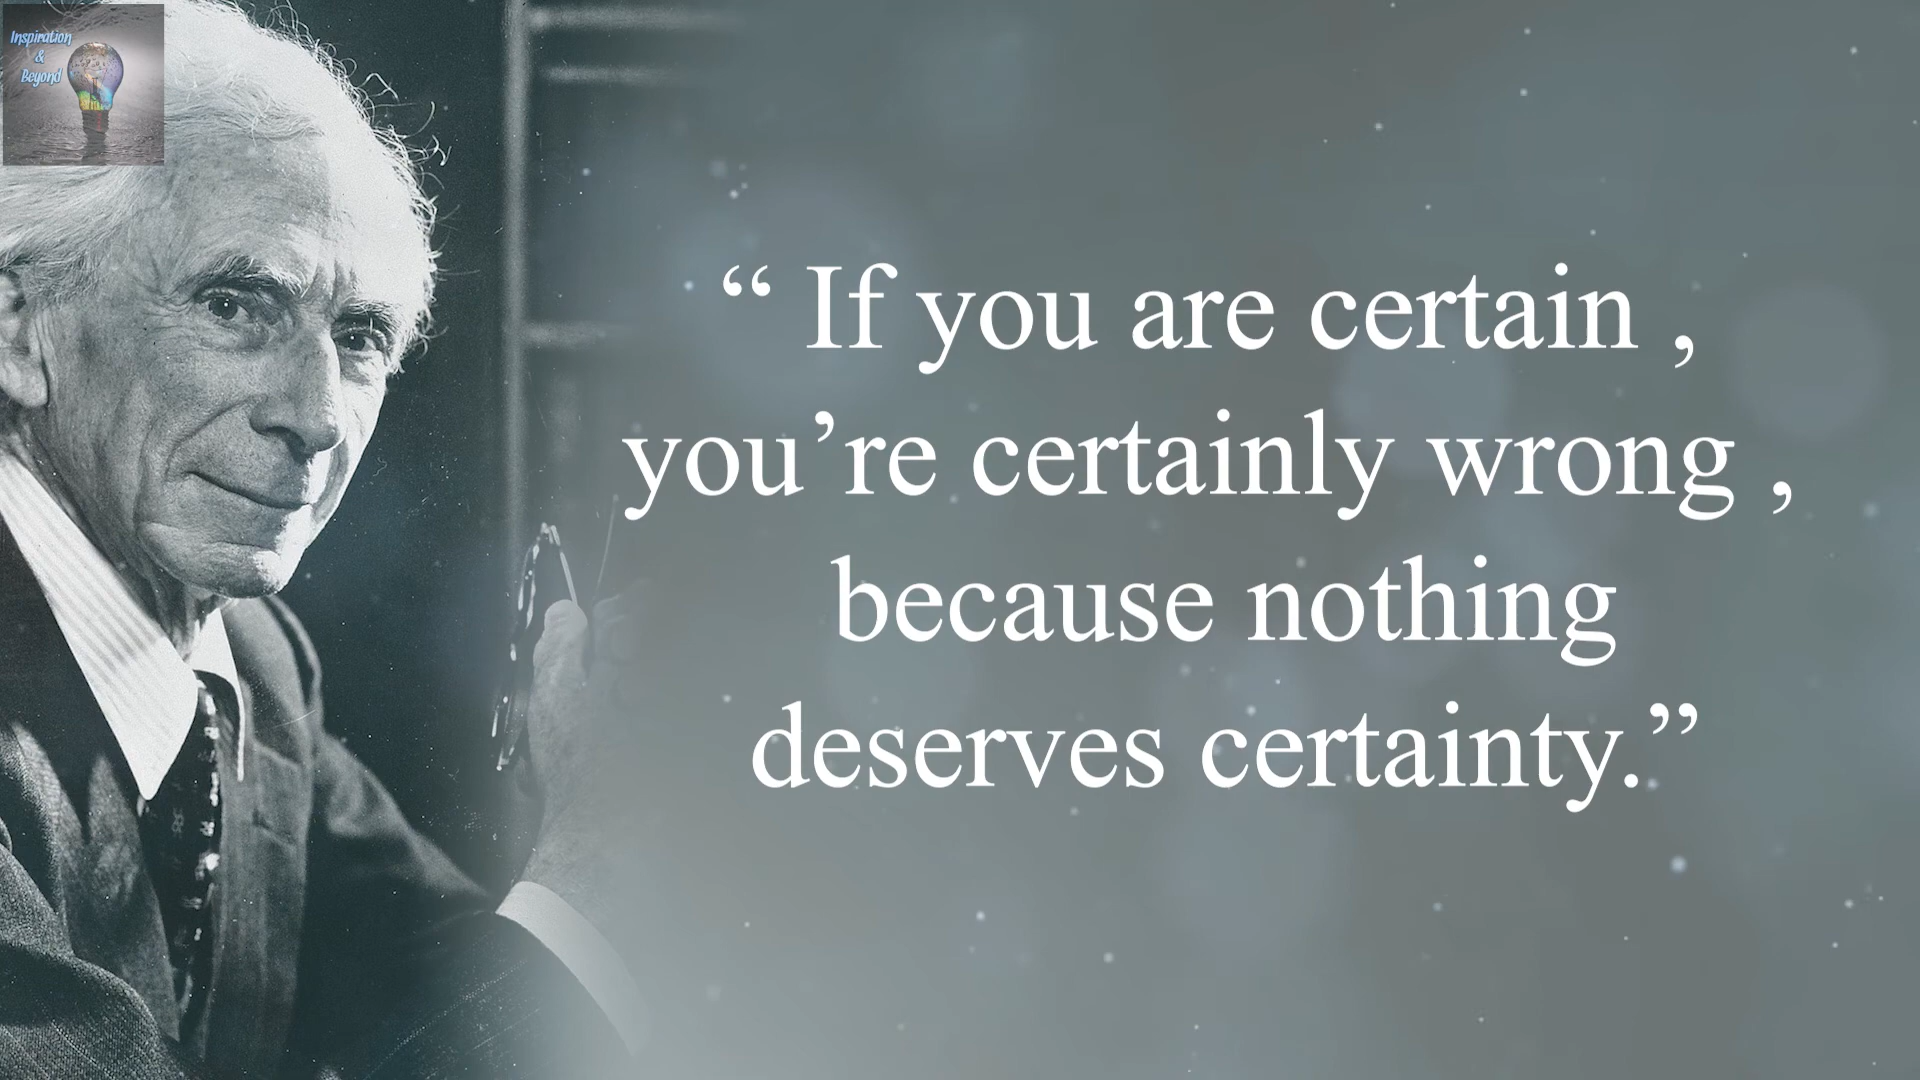 Inspiration
&
Beyond
“ If you are certain ,
you’re certainly wrong ,
because nothing
deserves certainty.”